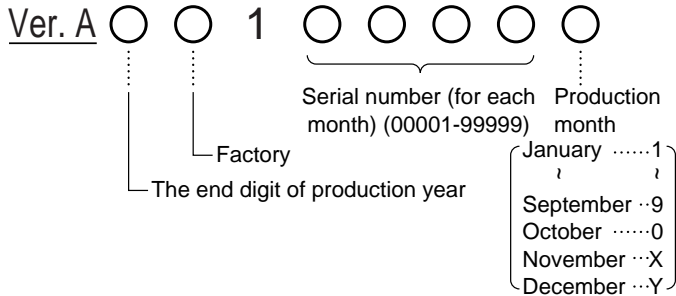 Ver. A ○ ○ 1 ○ ○ ○ ○ ○
Serial number (for each
month) (00001-99999)
Production
month
January ······1
~ ~
September ··9
October ······0
November ···X
December ···Y
Factory
The end digit of production year